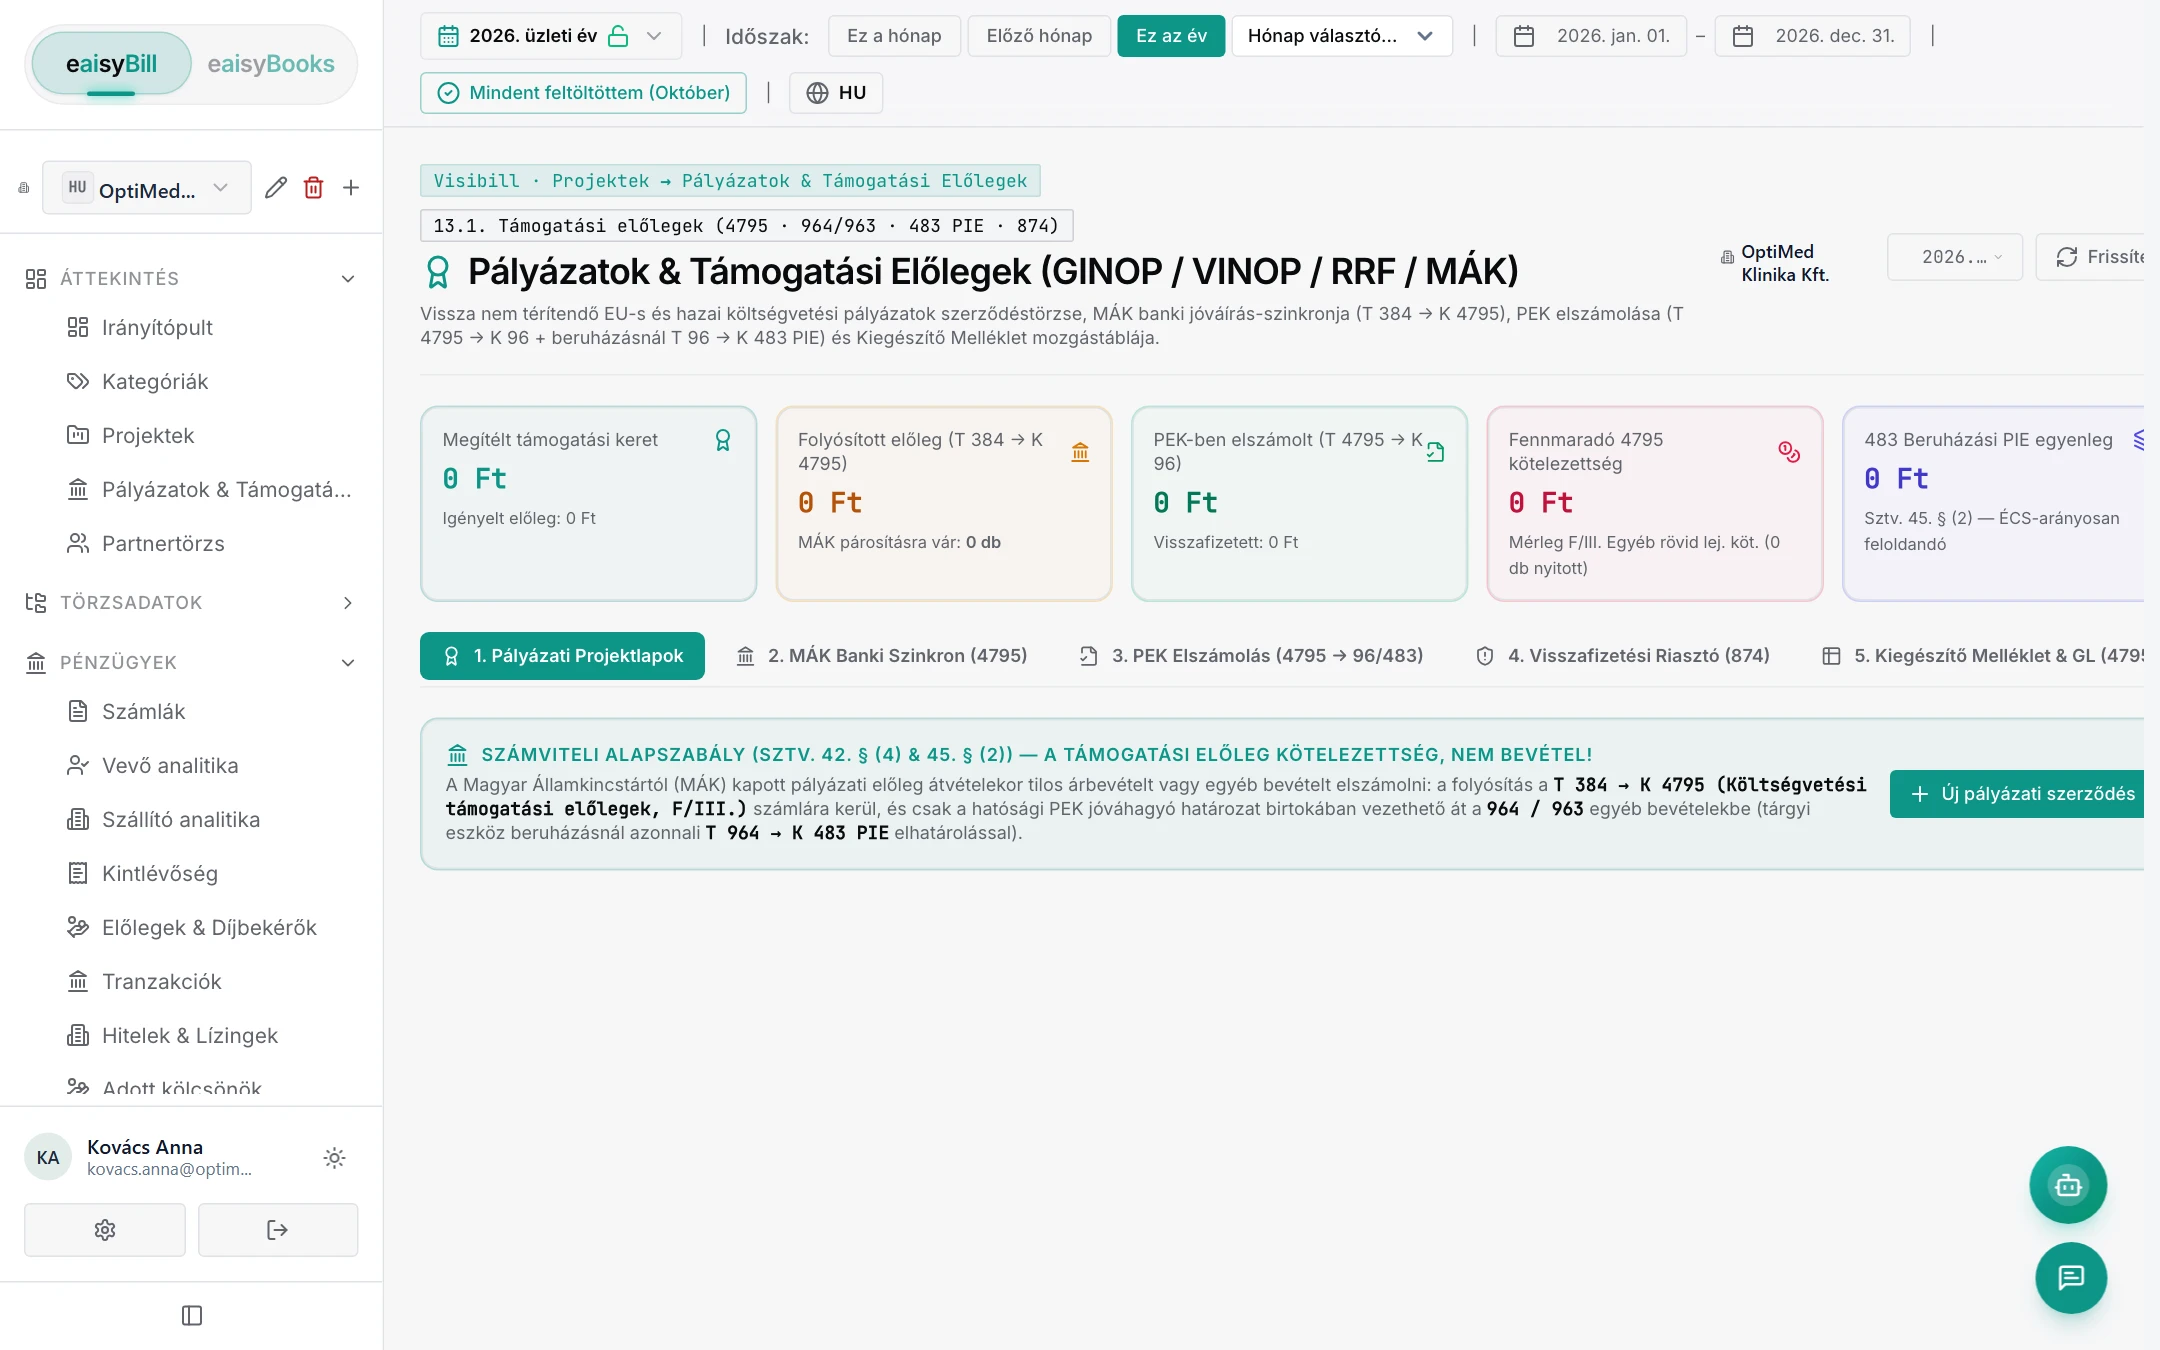 eaisyBill eaisyBooks
HU OptiMed...
ÁTTEKINTÉS
Irányítópult
Kategóriák
Projektek
Pályázatok & Támogatá...
Partnertörzs
TÖRZSADATOK
PÉNZÜGYEK
Számlák
Vevő analitika
Szállító analitika
Kintlévőség
Előlegek & Díjbekérők
Tranzakciók
Hitelek & Lízingek
Adott kölcsönök
KA Kovács Anna
kovacs.anna@optim...
2026. üzleti év | Időszak: Ez a hónap Előző hónap Ez az év Hónap választó... | 2026. jan. 01. – 2026. dec. 31. |
Mindent feltöltöttem (Október) | HU
Visibill · Projektek → Pályázatok & Támogatási Előlegek
13.1. Támogatási előlegek (4795 · 964/963 · 483 PIE · 874)
Pályázatok & Támogatási Előlegek (GINOP / VINOP / RRF / MÁK)
Vissza nem térítendő EU-s és hazai költségvetési pályázatok szerződéstörzse, MÁK banki jóváírás-szinkronja (T 384 → K 4795), PEK elszámolása (T
4795 → K 96 + beruházásnál T 96 → K 483 PIE) és Kiegészítő Melléklet mozgástáblája.
OptiMed
Klinika Kft.
2026.... Frissíte
Megítélt támogatási keret
0 Ft
Igényelt előleg: 0 Ft
Folyósított előleg (T 384 → K
4795)
0 Ft
MÁK párosításra vár: 0 db
PEK-ben elszámolt (T 4795 → K
96)
0 Ft
Visszafizetett: 0 Ft
Fennmaradó 4795
kötelezettség
0 Ft
Mérleg F/III. Egyéb rövid lej. köt. (0
db nyitott)
483 Beruházási PIE egyenleg
0 Ft
Sztv. 45. § (2) — ÉCS-arányosan
feloldandó
1. Pályázati Projektlapok 2. MÁK Banki Szinkron (4795) 3. PEK Elszámolás (4795 → 96/483) 4. Visszafizetési Riasztó (874) 5. Kiegészítő Melléklet & GL (4795
SZÁMVITELI ALAPSZABÁLY (SZTV. 42. § (4) & 45. § (2)) — A TÁMOGATÁSI ELŐLEG KÖTELEZETTSÉG, NEM BEVÉTEL!
A Magyar Államkincstártól (MÁK) kapott pályázati előleg átvételekor tilos árbevételt vagy egyéb bevételt elszámolni: a folyósítás a T 384 → K 4795 (Költségvetési
támogatási előlegek, F/III.) számlára kerül, és csak a hatósági PEK jóváhagyó határozat birtokában vezethető át a 964 / 963 egyéb bevételekbe (tárgyi
eszköz beruházásnál azonnali T 964 → K 483 PIE elhatárolással).
Új pályázati szerződés